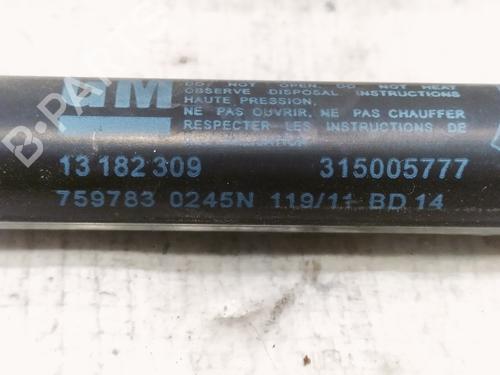 GM
DO NOT OPEN. DO NOT HEAT
OBSERVE DISPOSAL INSTRUCTIONS
HAUTE PRESSION,
NE PAS OUVRIR, NE PAS CHAUFFER
RESPECTER LES INSTRUCTIONS DE
13 182 309 315005777
759783 0245N 119/11 BD 14
B-PARTS